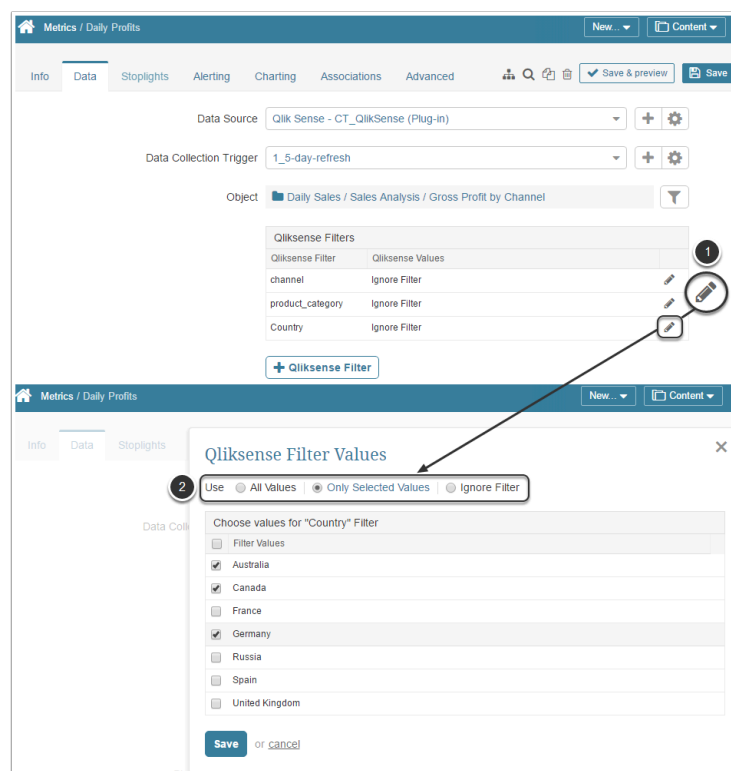 Metrics / Daily Profits New... Content
Info Data Stoplights Alerting Charting Associations Advanced Save & preview Save
Data Source Qlik Sense - CT_QlikSense (Plug-in)
Data Collection Trigger 1_5-day-refresh
Object Daily Sales / Sales Analysis / Gross Profit by Channel
Qliksense Filters
1
Qliksense Filter Qliksense Values
channel Ignore Filter
product_category Ignore Filter
Country Ignore Filter
+ Qliksense Filter
Metrics / Daily Profits New... Content
Info Data Stoplights
Qliksense Filter Values
2 Use All Values Only Selected Values Ignore Filter
Data Coll
Choose values for "Country" Filter
Filter Values
Australia
Canada
France
Germany
Russia
Spain
United Kingdom
Save or cancel